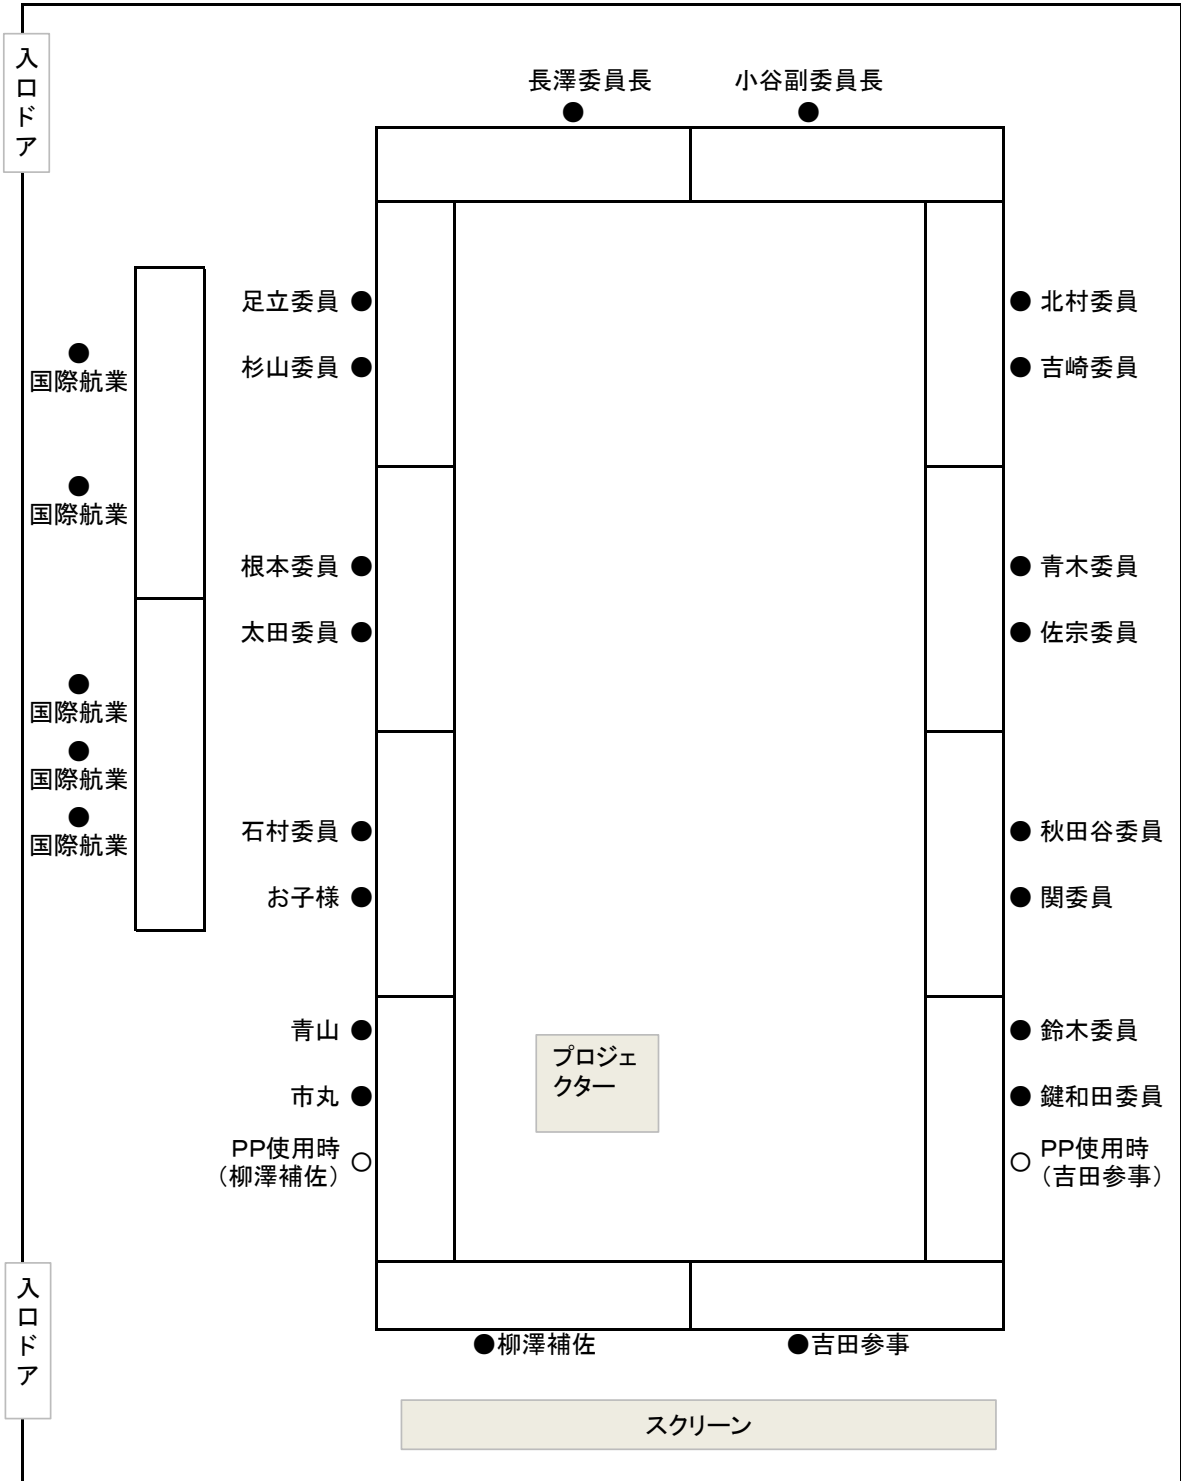 入口ドア
長澤委員長
小谷副委員長
足立委員
北村委員
国際航業
杉山委員
吉崎委員
国際航業
根本委員
青木委員
太田委員
佐宗委員
国際航業
国際航業
国際航業
石村委員
秋田谷委員
お子様
関委員
青山
鈴木委員
プロジェ
クター
市丸
鍵和田委員
PP使用時
（柳澤補佐）
PP使用時
（吉田参事）
入口ドア
柳澤補佐
吉田参事
スクリーン